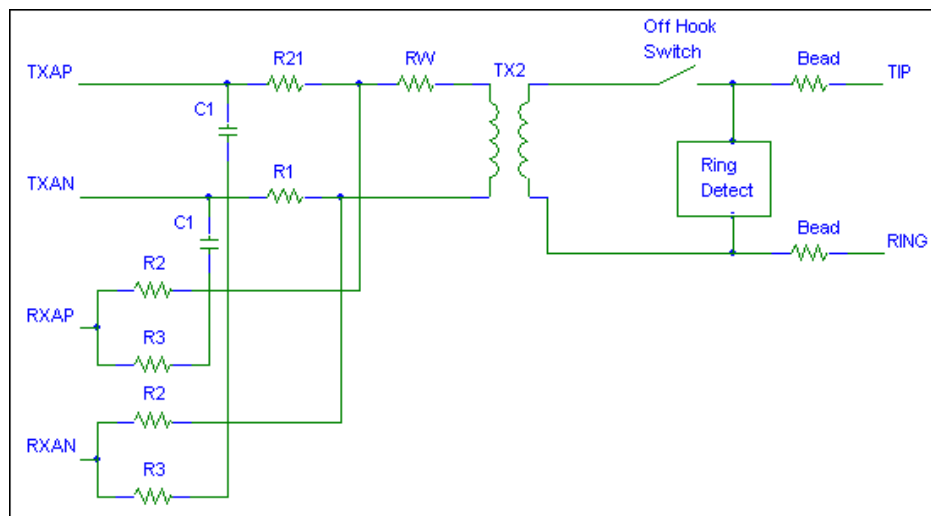 Off Hook
Switch
TXAP
R21
RW
TX2
Bead
TIP
C1
TXAN
R1
Ring
Detect
C1
Bead
RING
R2
RXAP
R3
R2
RXAN
R3